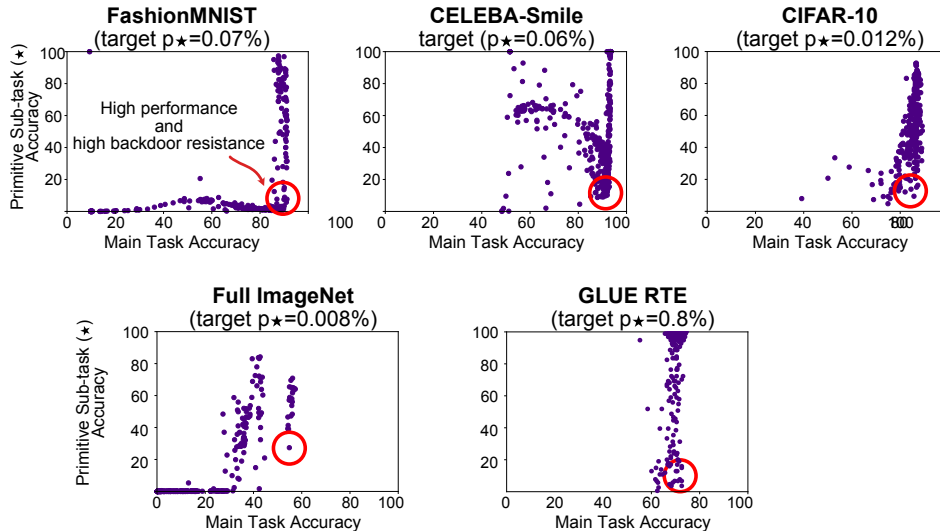 FashionMNIST
(target p★=0.07%)
CELEBA-Smile
target (p★=0.06%)
CIFAR-10
(target p★=0.012%)
Primitive Sub-task (★)
Accuracy
100
80
60
40
20
High performance
and
high backdoor resistance
0 20 40 60 80 100
Main Task Accuracy
100
80
60
40
20
0 20 40 60 80 100
Main Task Accuracy
100
80
60
40
20
0 20 40 60 80 100
Main Task Accuracy
Full ImageNet
(target p★=0.008%)
GLUE RTE
(target p★=0.8%)
Primitive Sub-task (★)
Accuracy
100
80
60
40
20
0 20 40 60 80 100
Main Task Accuracy
100
80
60
40
20
0 20 40 60 80 100
Main Task Accuracy